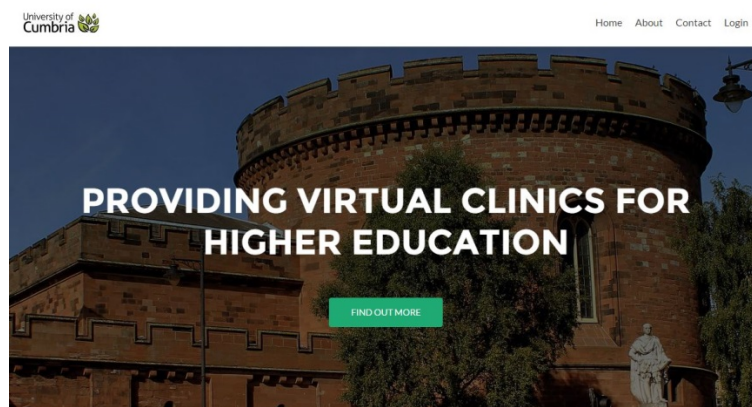 University of
Cumbria
Home About Contact Login
PROVIDING VIRTUAL CLINICS FOR
HIGHER EDUCATION
FIND OUT MORE